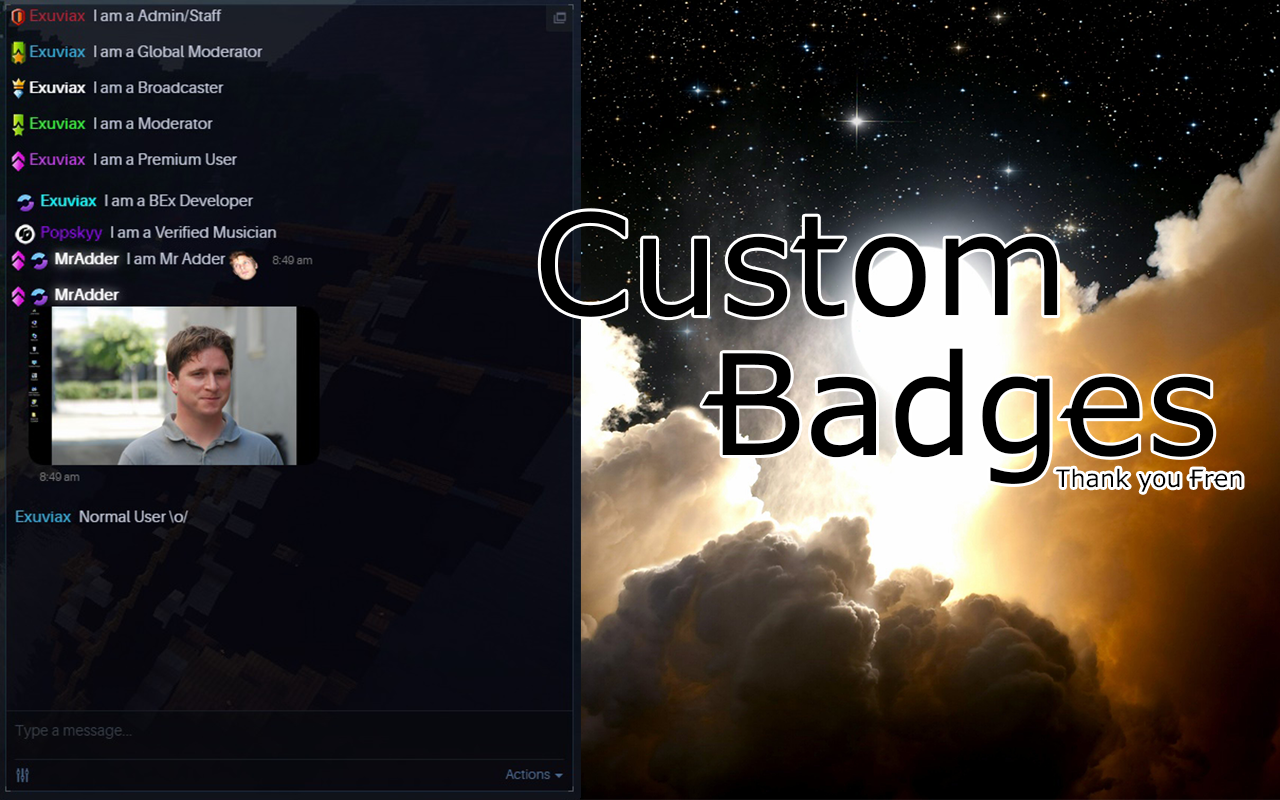 Exuviax I am a Admin/Staff
Exuviax I am a Global Moderator
Exuviax I am a Broadcaster
Exuviax I am a Moderator
Exuviax I am a Premium User
Exuviax I am a BEx Developer
Popskyy I am a Verified Musician
MrAdder I am Mr Adder 8:49 am
MrAdder
8:49 am
Exuviax Normal User \o/
Type a message...
Actions
Custom
Badges
Thank you Fren